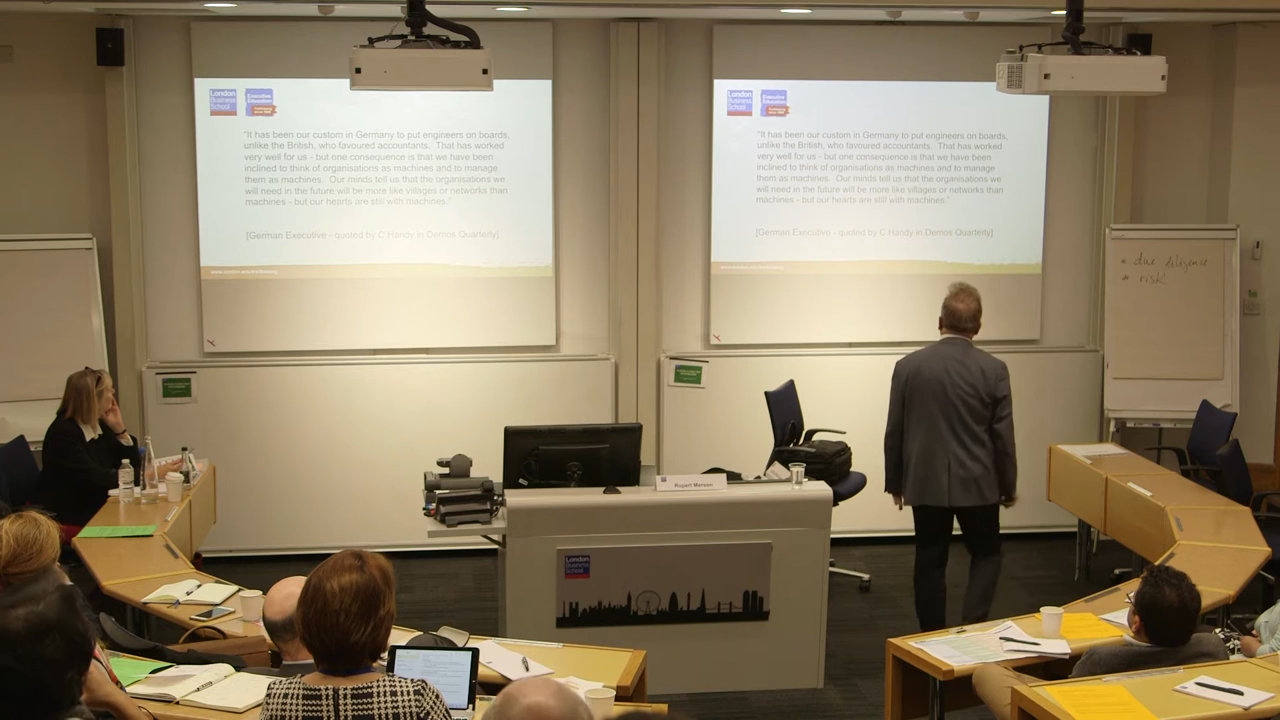 London
Business
School
Executive
Education
"It has been our custom in Germany to put engineers on boards,
unlike the British, who favoured accountants.  That has worked
very well for us - but one consequence is that we have been
inclined to think of organisations as machines and to manage
them as machines.  Our minds tell us that the organisations we
will need in the future will be more like villages or networks than
machines - but our hearts are still with machines."
[German Executive - quoted by C Handy in Demos Quarterly]
London
Business
School
Executive
Education
"It has been our custom in Germany to put engineers on boards,
unlike the British, who favoured accountants.  That has worked
very well for us - but one consequence is that we have been
inclined to think of organisations as machines and to manage
them as machines.  Our minds tell us that the organisations we
will need in the future will be more like villages or networks than
machines - but our hearts are still with machines."
[German Executive - quoted by C Handy in Demos Quarterly]
* due diligence
* risk
Rupert Merson
London
Business
School